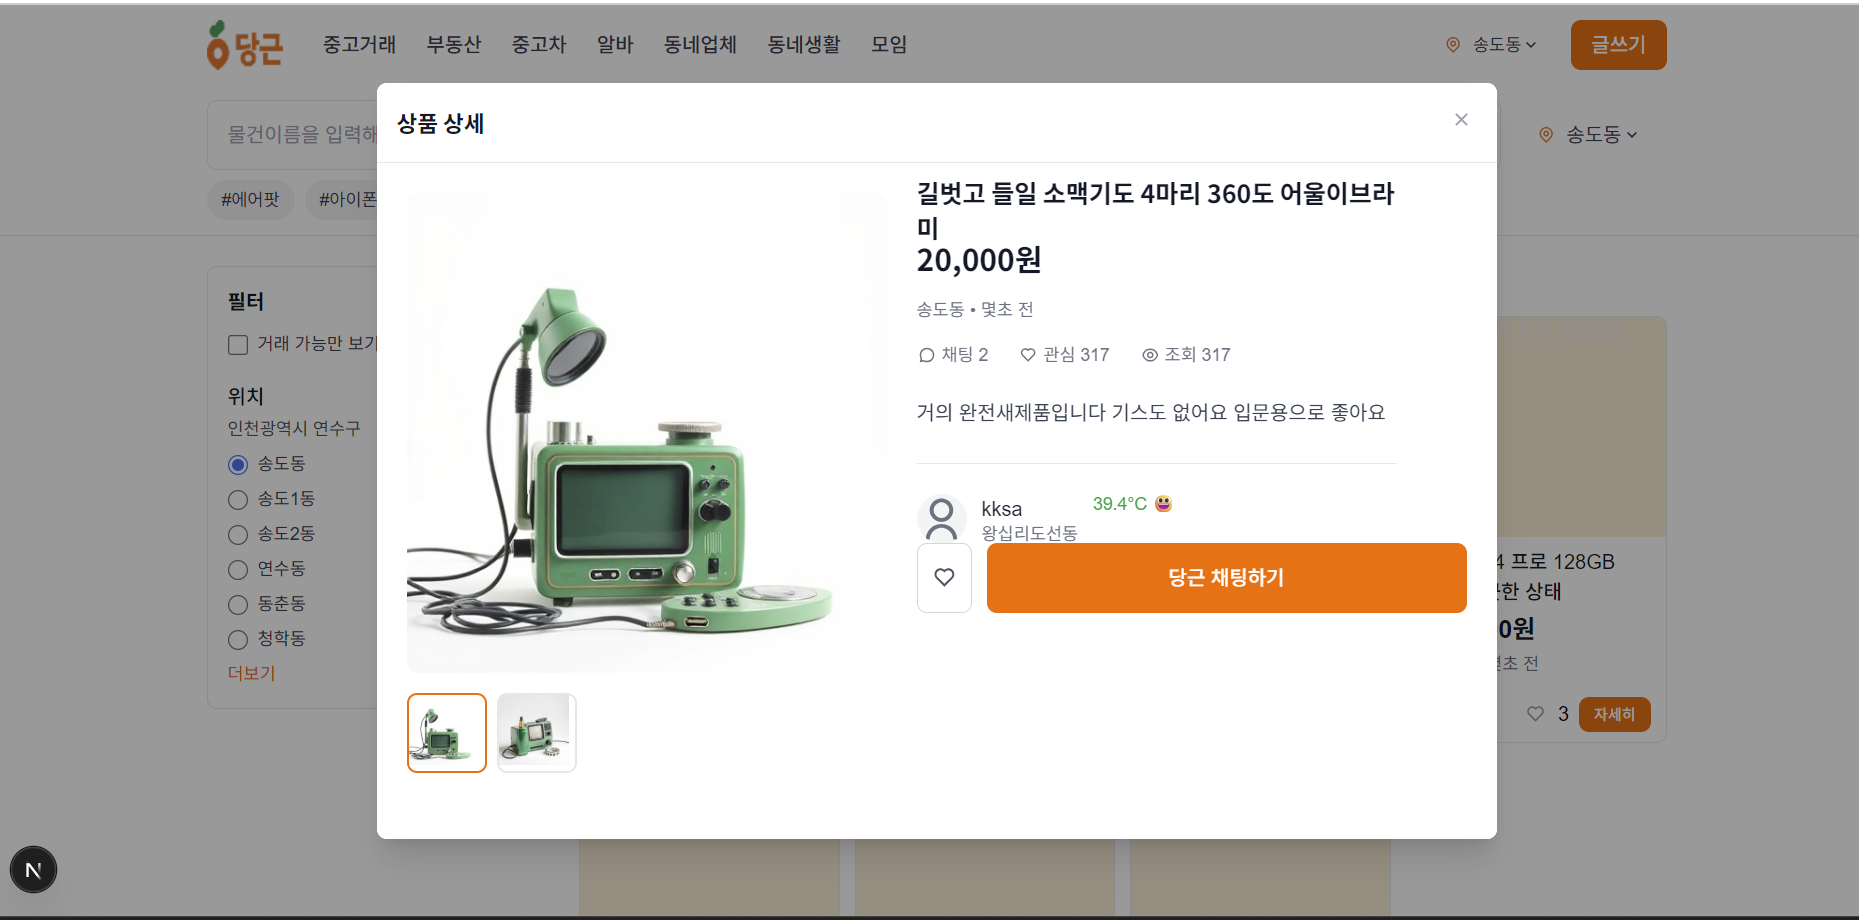 당근
중고거래
부동산
중고차
알바
동네업체
동네생활
모임
송도동
글쓰기
물건이름을 입력해
송도동
#에어팟
#아이폰
상품 상세
길벗고 들일 소맥기도 4마리 360도 어울이브라
미
20,000원
송도동 • 몇초 전
채팅 2
관심 317
조회 317
거의 완전새제품입니다 기스도 없어요 입문용으로 좋아요
kksa
왕십리도선동
39.4°C
당근 채팅하기
필터
거래 가능만 보기
위치
인천광역시 연수구
송도동
송도1동
송도2동
연수동
동춘동
청학동
더보기
4 프로 128GB
한 상태
0원
초 전
3
자세히
N